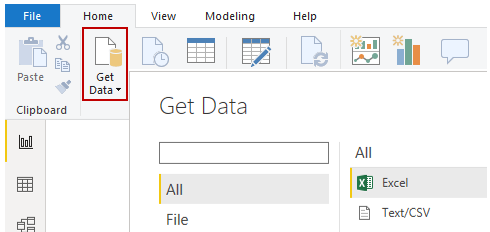 File Home View Modeling Help
Paste
Get
Data
Clipboard
Get Data
All
All
Excel
File
Text/CSV